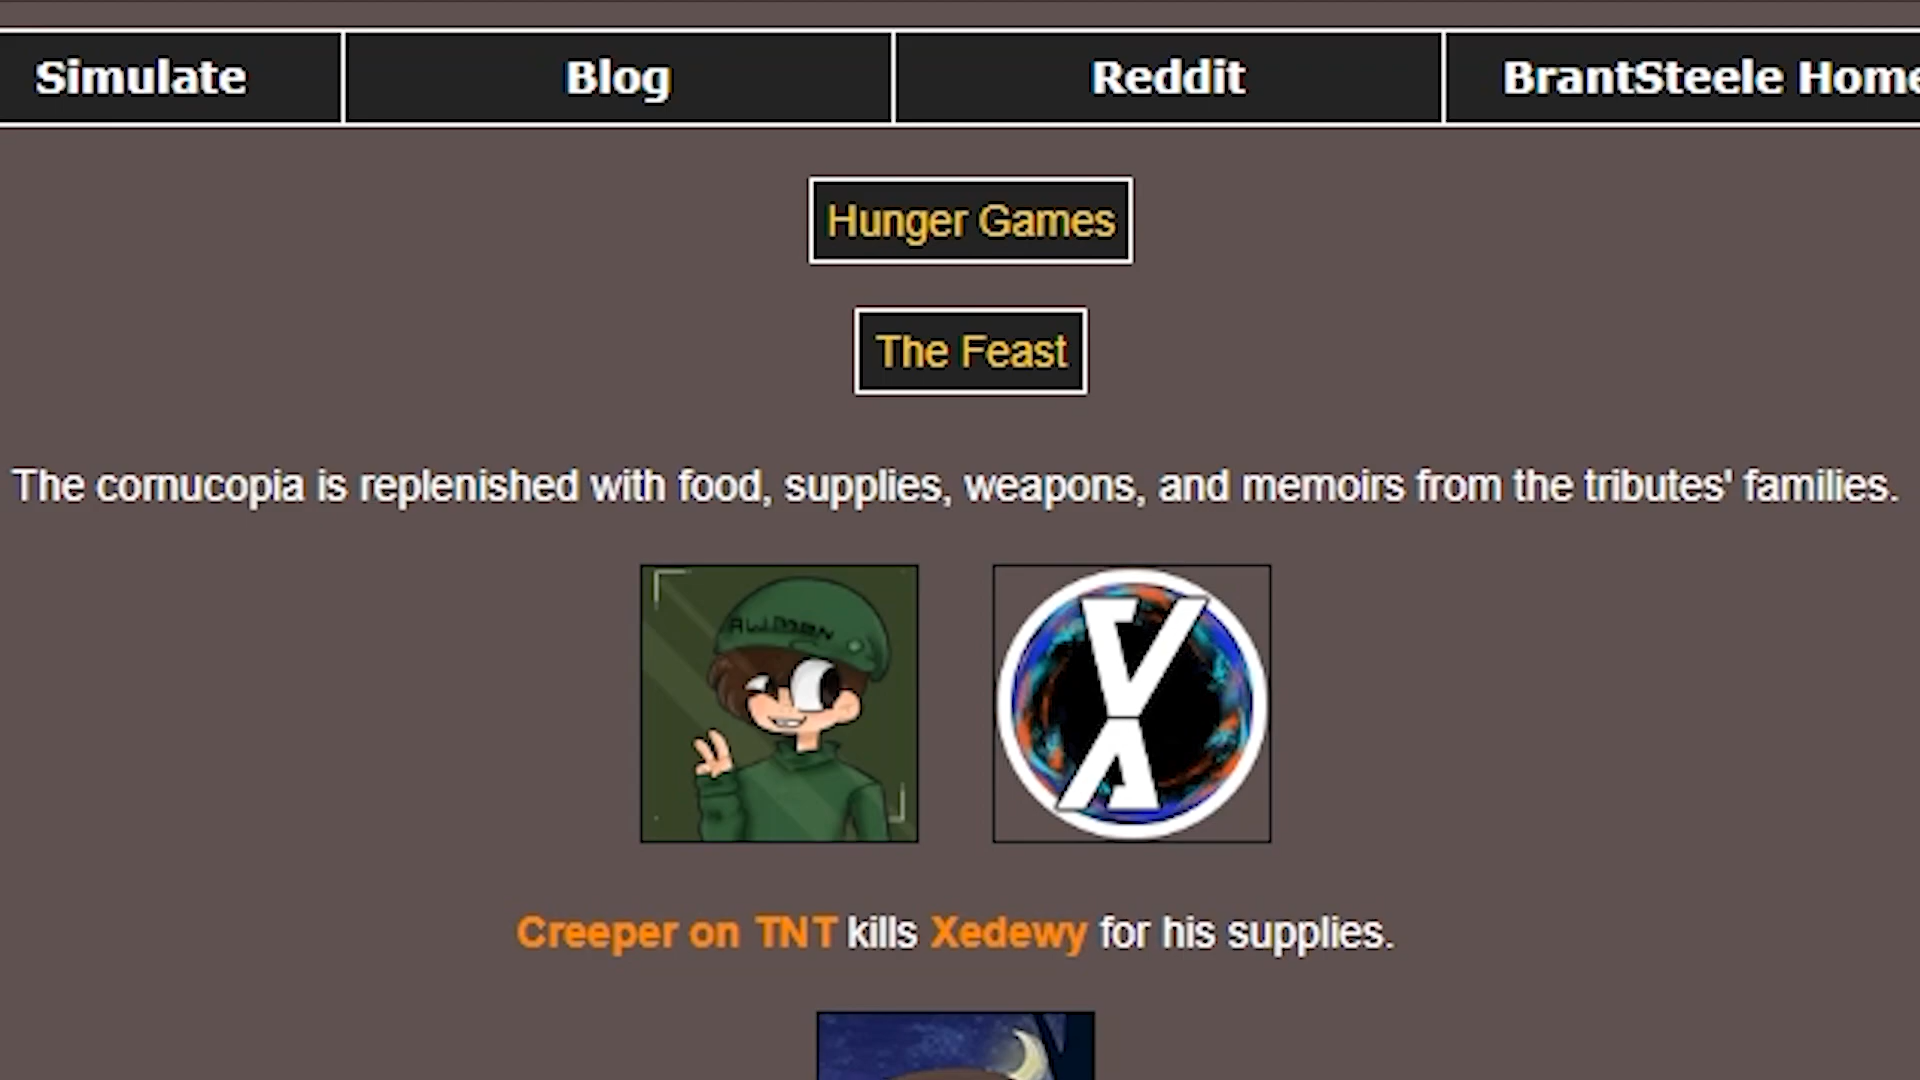 Simulate
Blog
Reddit
BrantSteele Home
Hunger Games
The Feast
The cornucopia is replenished with food, supplies, weapons, and memoirs from the tributes' families.
Creeper on TNT kills Xedewy for his supplies.